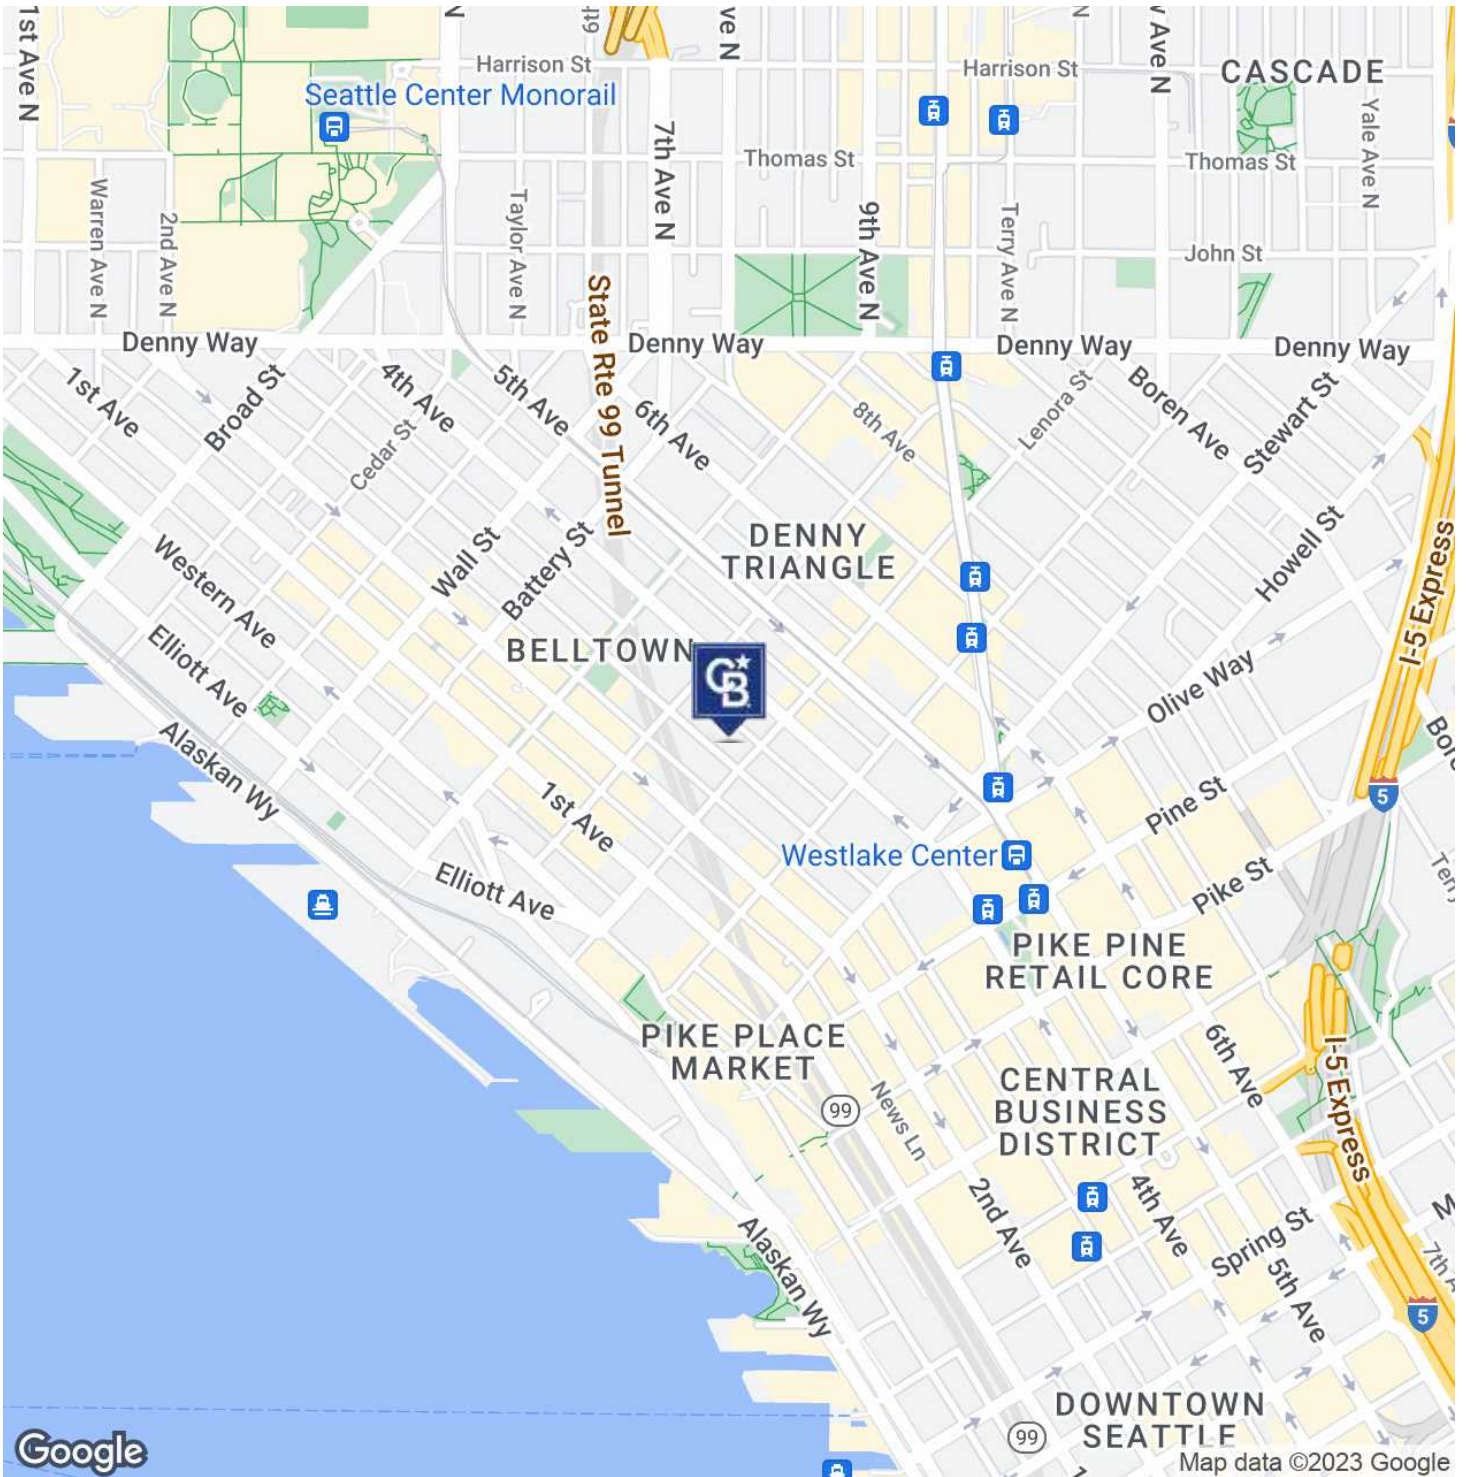 1st Ave N
N
6th
ve N
N
Ave N
Harrison St
Harrison St
CASCADE
Seattle Center Monorail
7th Ave N
Yale Ave N
Thomas St
Thomas St
Warren Ave N
2nd Ave N
Taylor Ave N
9th Ave N
Terry Ave N
John St
State Rte 99 Tunnel
Denny Way
Denny Way
Denny Way
Denny Way
1st Ave
Broad St
4th Ave
5th Ave
6th Ave
8th Ave
Lenora St
Boren Ave
Stewart St
Cedar St
Western Ave
Wall St
Battery St
DENNY
TRIANGLE
Howell St
I-5 Express
Elliott Ave
BELLTOWN
CB
Olive Way
Alaskan Wy
1st Ave
Bor
5
Pine St
Westlake Center
Elliott Ave
Pike St
PIKE PINE
RETAIL CORE
PIKE PLACE
MARKET
6th Ave
I-5 Express
99
News Ln
CENTRAL
BUSINESS
DISTRICT
2nd Ave
4th Ave
Spring St
M
7th A
Alaskan Wy
5th Ave
5
DOWNTOWN
SEATTLE
99
Google
Map data ©2023 Google